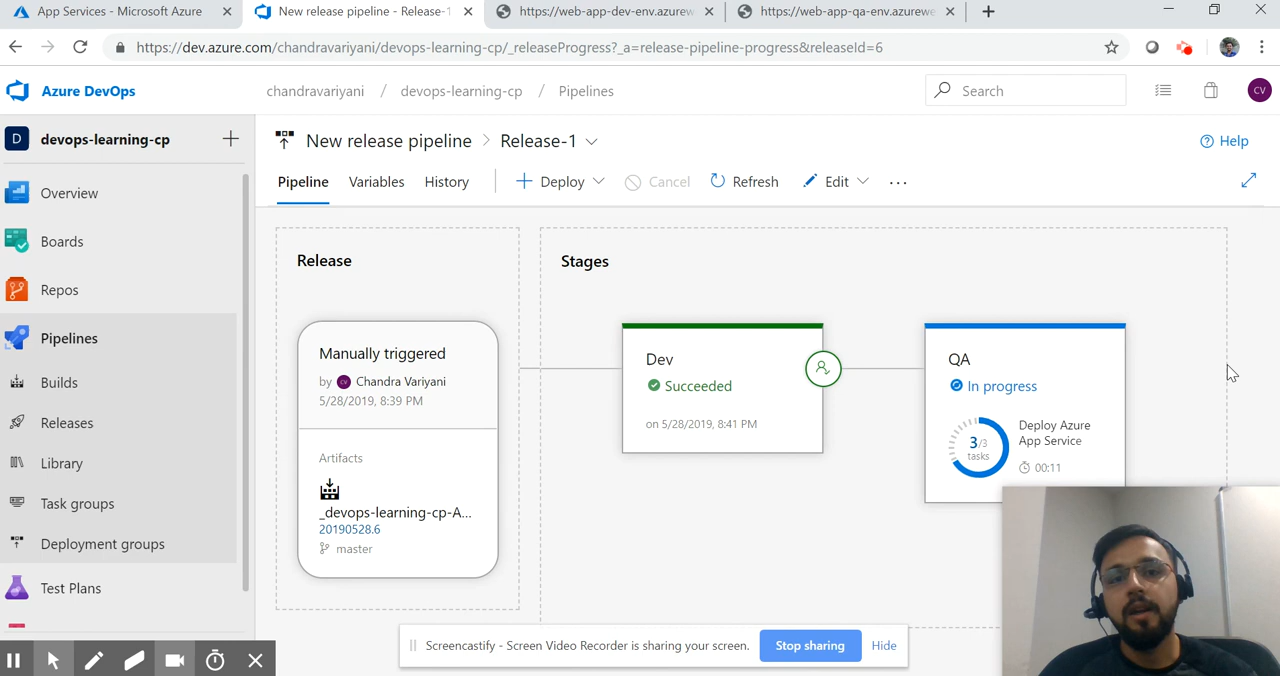 App Services - Microsoft Azure
New release pipeline - Release-1
https://web-app-dev-env.azurew
https://web-app-qa-env.azurewe
https://dev.azure.com/chandravariyani/devops-learning-cp/_releaseProgress?_a=release-pipeline-progress&releaseId=6
Azure DevOps
chandravariyani / devops-learning-cp / Pipelines
Search
CV
D
devops-learning-cp
New release pipeline
Release-1
Help
Pipeline
Variables
History
Deploy
Cancel
Refresh
Edit
...
Overview
Boards
Repos
Pipelines
Builds
Releases
Library
Task groups
Deployment groups
Test Plans
Release
Manually triggered
by CV Chandra Variyani
5/28/2019, 8:39 PM
Artifacts
_devops-learning-cp-A...
20190528.6
master
Stages
Dev
Succeeded
on 5/28/2019, 8:41 PM
QA
In progress
3/3
tasks
Deploy Azure
App Service
00:11
Screencastify - Screen Video Recorder is sharing your screen.
Stop sharing
Hide